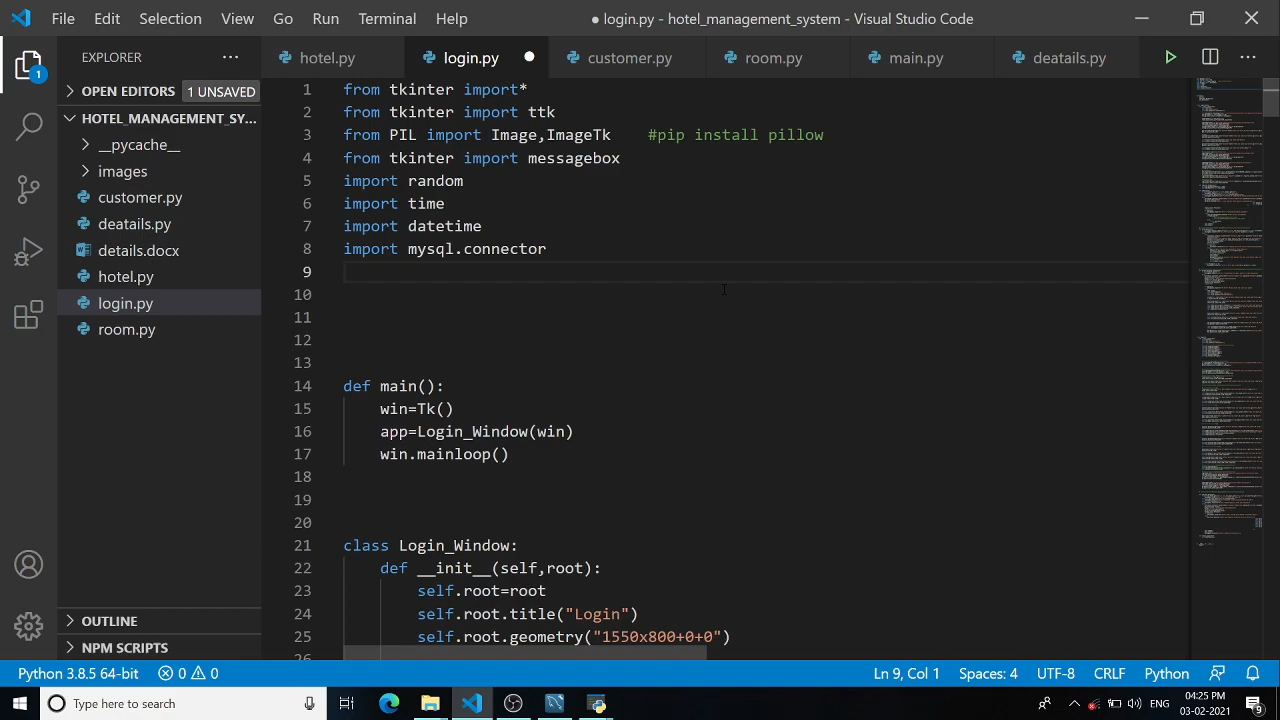 File Edit Selection View Go Run Terminal Help ● login.py - hotel_management_system - Visual Studio Code
EXPLORER ···
hotel.py login.py customer.py room.py main.py deatails.py
OPEN EDITORS 1 UNSAVED
HOTEL_MANAGEMENT_SY...
__pycache__
images
customer.py
details.py
details.docx
hotel.py
login.py
room.py
OUTLINE
NPM SCRIPTS
1 from tkinter import*
2 from tkinter import ttk
3 from PIL import Image,ImageTk #pip install pillow
4 from tkinter import messagebox
5 import random
6 import time
7 import datetime
8 import mysql.connector
9
10
11
12
13
14 def main():
15 win=Tk()
16 app=Login_Window(win)
17 win.mainloop()
18
19
20
21 class Login_Window:
22 def __init__(self,root):
23 self.root=root
24 self.root.title("Login")
25 self.root.geometry("1550x800+0+0")
26
1
Python 3.8.5 64-bit 0 0 Ln 9, Col 1 Spaces: 4 UTF-8 CRLF Python
Type here to search ENG 04:25 PM
03-02-2021 9